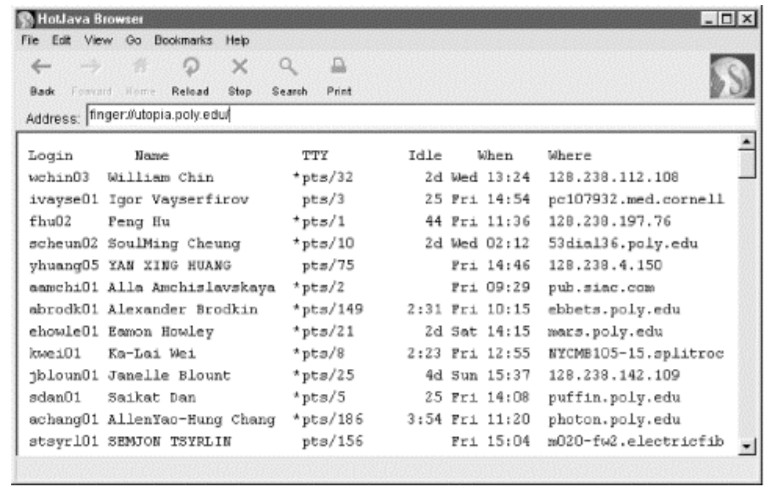 HotJava Browser
File Edit View Go Bookmarks Help
Back Forward Home Reload Stop Search Print
Address: finger://utopia.poly.edu/
Login Name TTY Idle When Where
wchin03 William Chin *pts/32 2d Wed 13:24 128.238.112.108
ivayse01 Igor Vayserfirov pts/3 25 Fri 14:54 pc107932.med.cornell
fhu02 Feng Hu *pts/1 44 Fri 11:36 128.238.197.76
scheun02 SoulMing Cheung *pts/10 2d Wed 02:12 53dial36.poly.edu
yhuang05 YAN XING HUANG pts/75 Fri 14:46 128.238.4.150
aamchi01 Alla Amchislavskaya *pts/2 Fri 09:29 pub.siac.com
abrodk01 Alexander Brodkin *pts/149 2:31 Fri 10:15 ebbets.poly.edu
ehowle01 Eamon Howley *pts/21 2d Sat 14:15 mars.poly.edu
kwei01 Ka-Lai Wei *pts/8 2:23 Fri 12:55 NYCMB105-15.splitroc
jbloun01 Janelle Blount *pts/25 4d Sun 15:37 128.238.142.109
sdan01 Saikat Dan *pts/5 25 Fri 14:08 puffin.poly.edu
achang01 AllenYao-Hung Chang *pts/186 3:54 Fri 11:20 photon.poly.edu
stsyrl01 SEMJON TSYRLIN pts/156 Fri 15:04 m020-fw2.electricfib